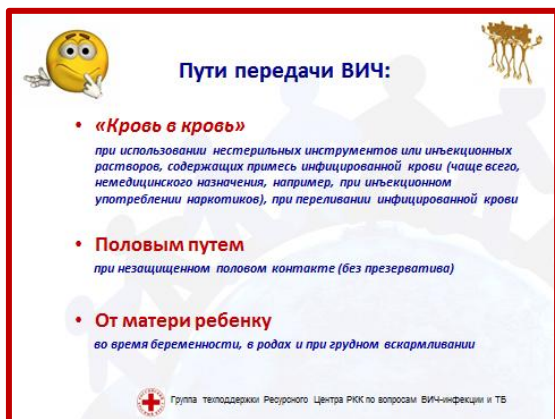 Пути передачи ВИЧ:
• «Кровь в кровь»
при использовании нестерильных инструментов или инъекционных
растворов, содержащих примесь инфицированной крови (чаще всего,
немедицинского назначения, например, при инъекционном
употреблении наркотиков), при переливании инфицированной крови
• Половым путем
при незащищенном половом контакте (без презерватива)
• От матери ребенку
во время беременности, в родах и при грудном вскармливании
Группа техподдержки Ресурсного Центра РКК по вопросам ВИЧ-инфекции и ТБ